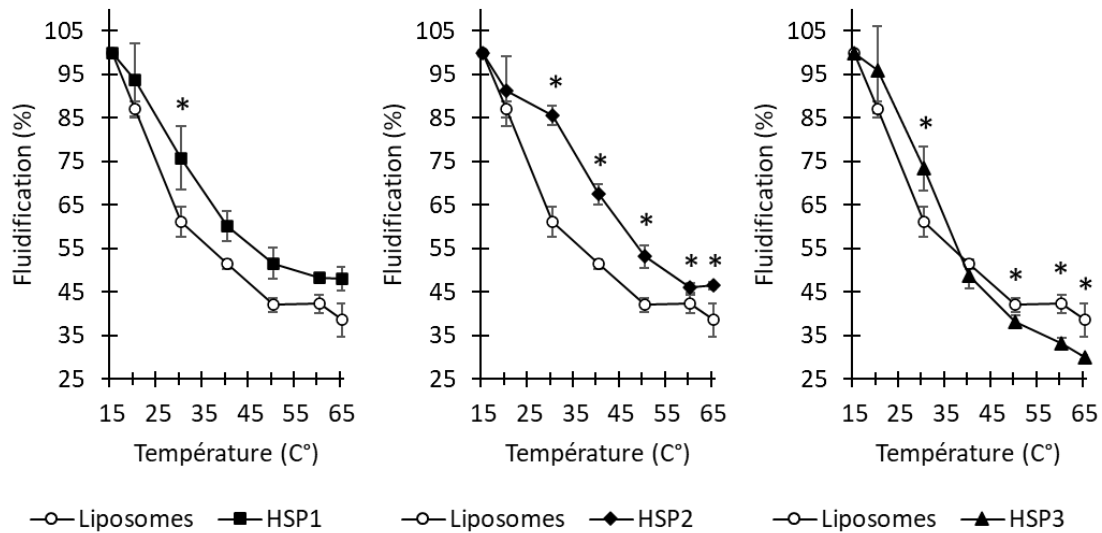 Fluidification (%)
105
95
85
75
65
55
45
35
25
*
15 25 35 45 55 65
Température (C°)
Liposomes HSP1
Fluidification (%)
105
95
85
75
65
55
45
35
25
*
*
*
* *
15 25 35 45 55 65
Température (C°)
Liposomes HSP2
Fluidification (%)
105
95
85
75
65
55
45
35
25
*
* * *
15 25 35 45 55 65
Température (C°)
Liposomes HSP3